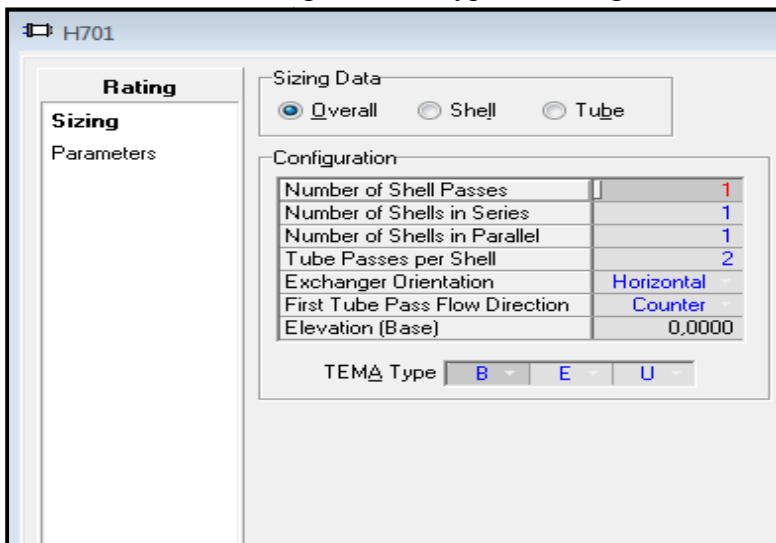 H701
Rating
Sizing
Parameters
Sizing Data
Overall Shell Tube
Configuration
Number of Shell Passes 1
Number of Shells in Series 1
Number of Shells in Parallel 1
Tube Passes per Shell 2
Exchanger Orientation Horizontal
First Tube Pass Flow Direction Counter
Elevation (Base) 0,0000
TEMA Type B E U